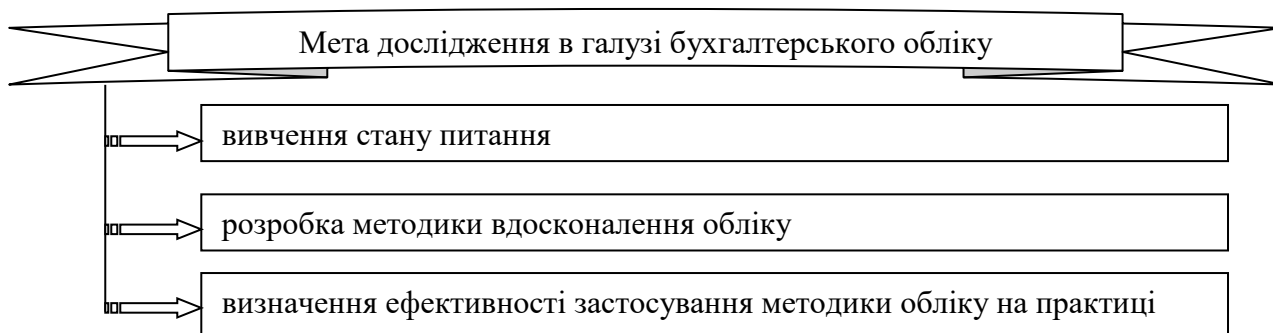 Мета дослідження в галузі бухгалтерського обліку
вивчення стану питання
розробка методики вдосконалення обліку
визначення ефективності застосування методики обліку на практиці